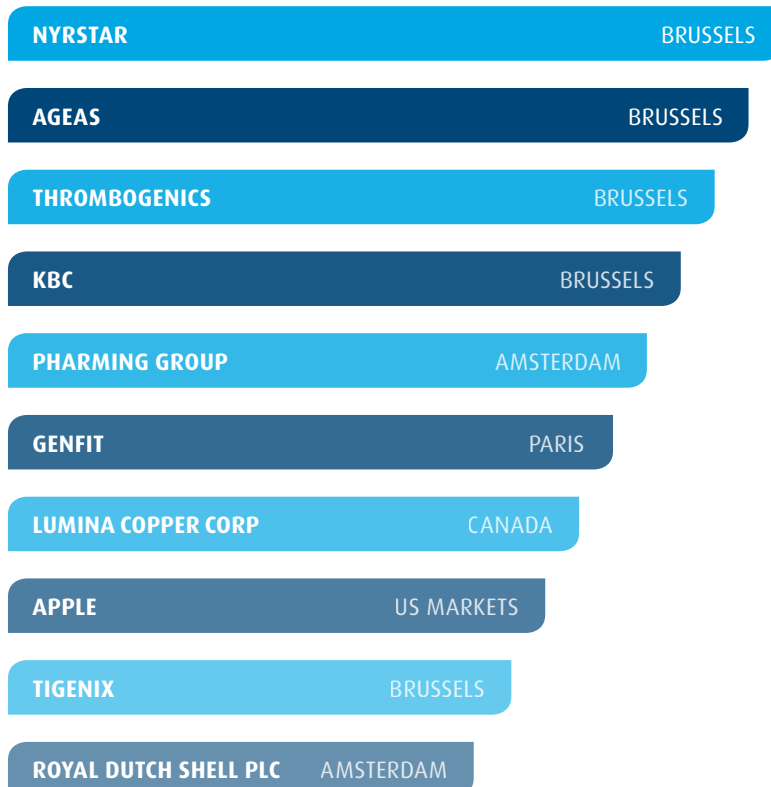 NYRSTAR BRUSSELS
AGEAS BRUSSELS
THROMBOGENICS BRUSSELS
KBC BRUSSELS
PHARMING GROUP AMSTERDAM
GENFIT PARIS
LUMINA COPPER CORP CANADA
APPLE US MARKETS
TIGENIX BRUSSELS
ROYAL DUTCH SHELL PLC AMSTERDAM